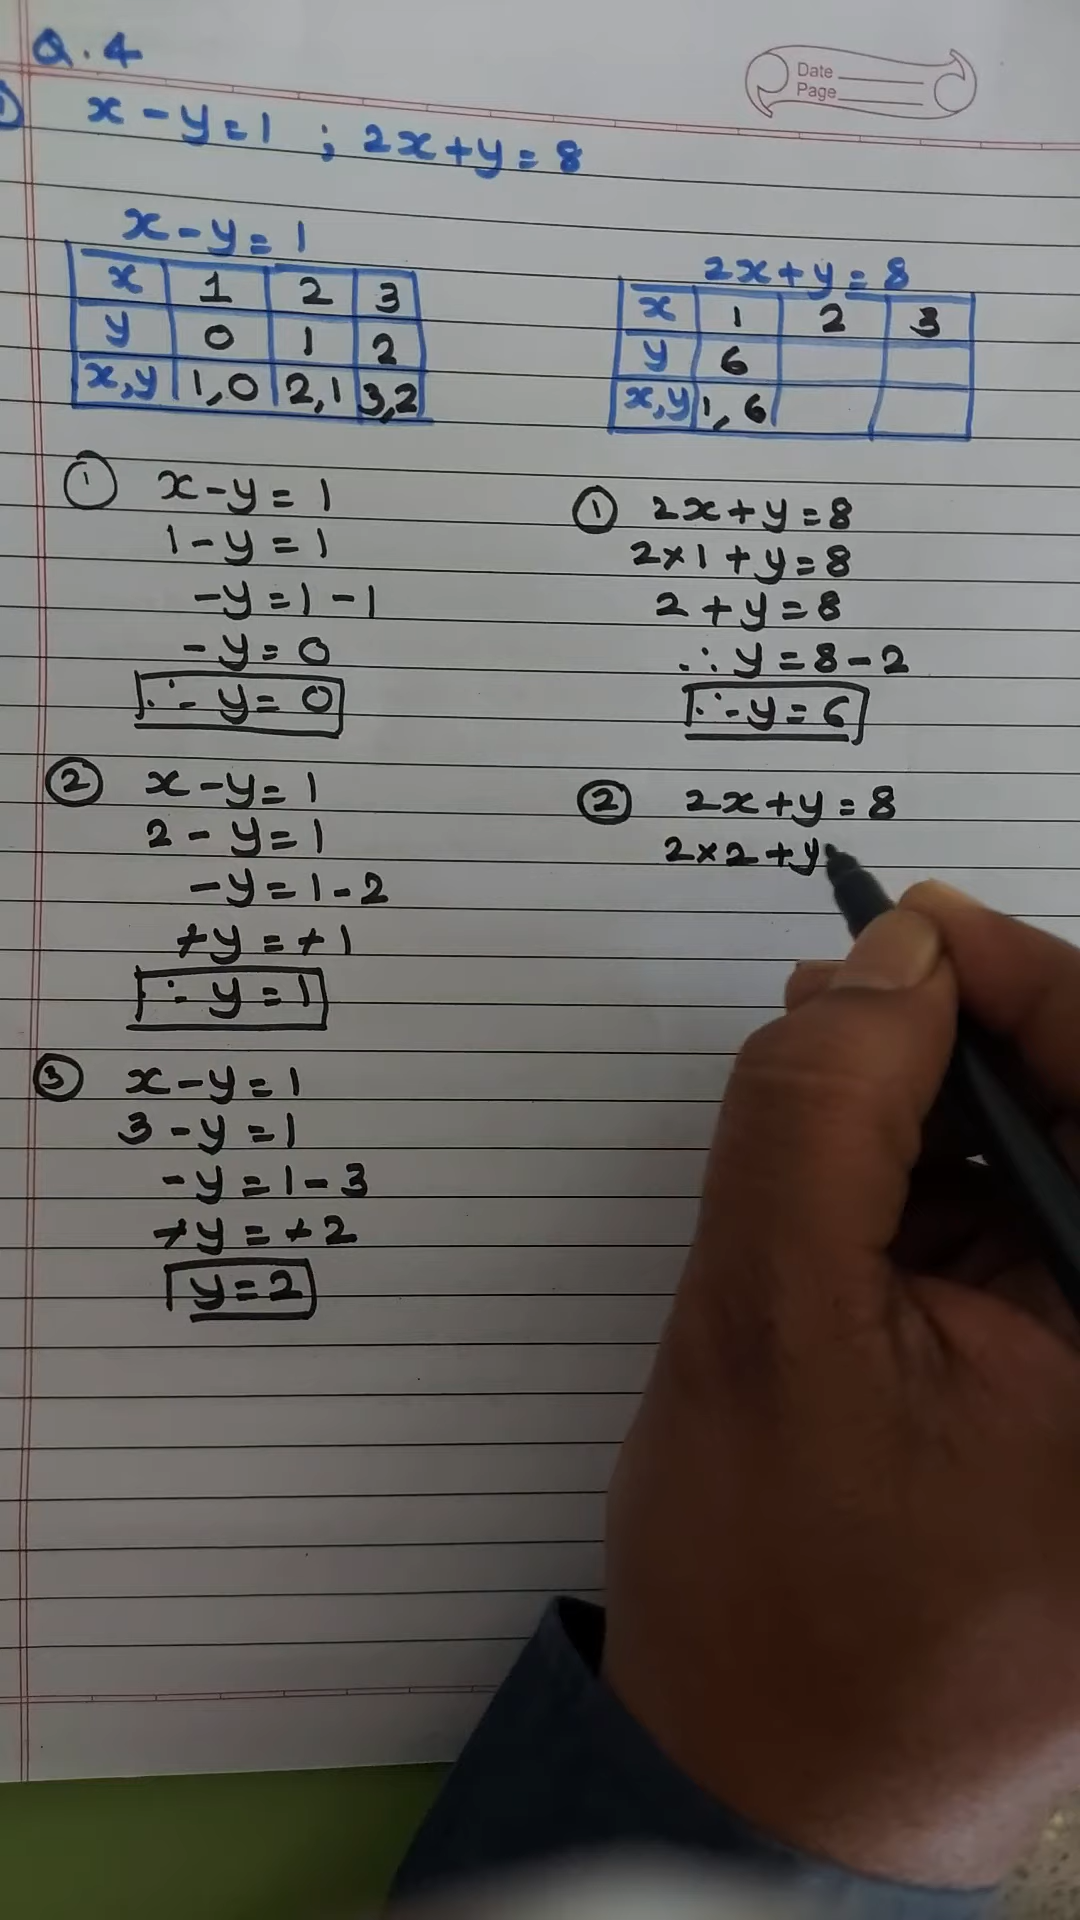 Q.4
Date
Page
1) x-y=1 ; 2x+y=8
x-y=1
x 1 2 3
y 0 1 2
x,y 1,0 2,1 3,2
① x-y=1
1-y=1
-y=1-1
-y=0
∴ y=0
② x-y=1
2-y=1
-y=1-2
+y=+1
∴ y=1
③ x-y=1
3-y=1
-y=1-3
+y=+2
y=2
2x+y=8
x 1 2 3
y 6
x,y 1,6
① 2x+y=8
2×1+y=8
2+y=8
∴ y=8-2
∴ y=6
② 2x+y=8
2×2+y